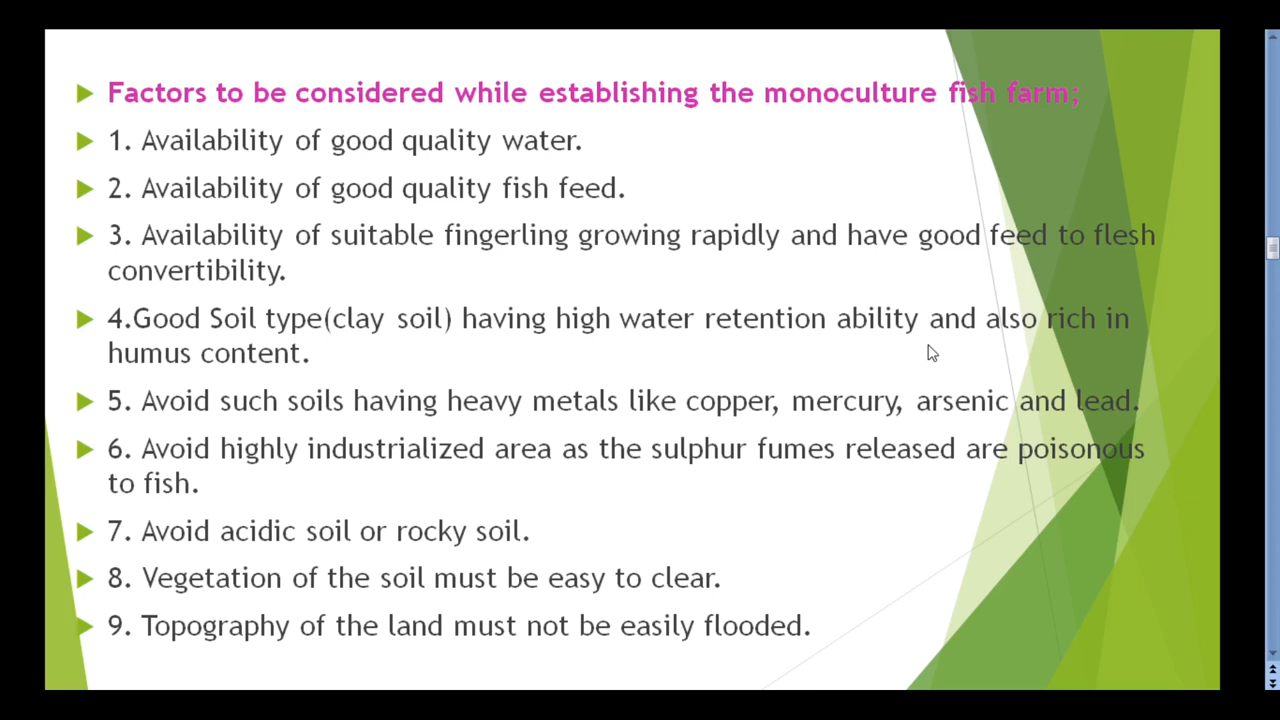 Factors to be considered while establishing the monoculture fish farm;
1. Availability of good quality water.
2. Availability of good quality fish feed.
3. Availability of suitable fingerling growing rapidly and have good feed to flesh
convertibility.
4.Good Soil type(clay soil) having high water retention ability and also rich in
humus content.
5. Avoid such soils having heavy metals like copper, mercury, arsenic and lead.
6. Avoid highly industrialized area as the sulphur fumes released are poisonous
to fish.
7. Avoid acidic soil or rocky soil.
8. Vegetation of the soil must be easy to clear.
9. Topography of the land must not be easily flooded.